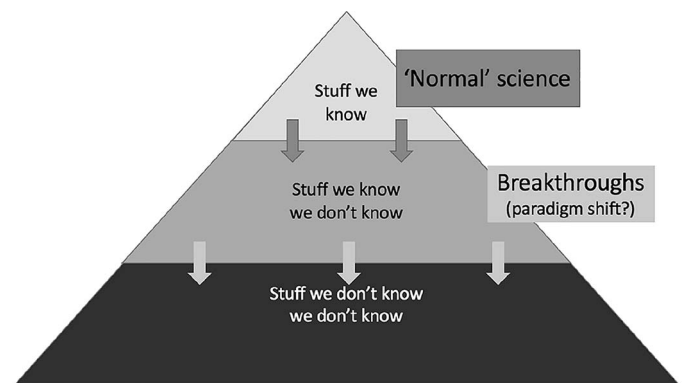 Stuff we
know
'Normal' science
Stuff we know
we don't know
Breakthroughs
(paradigm shift?)
Stuff we don't know
we don't know